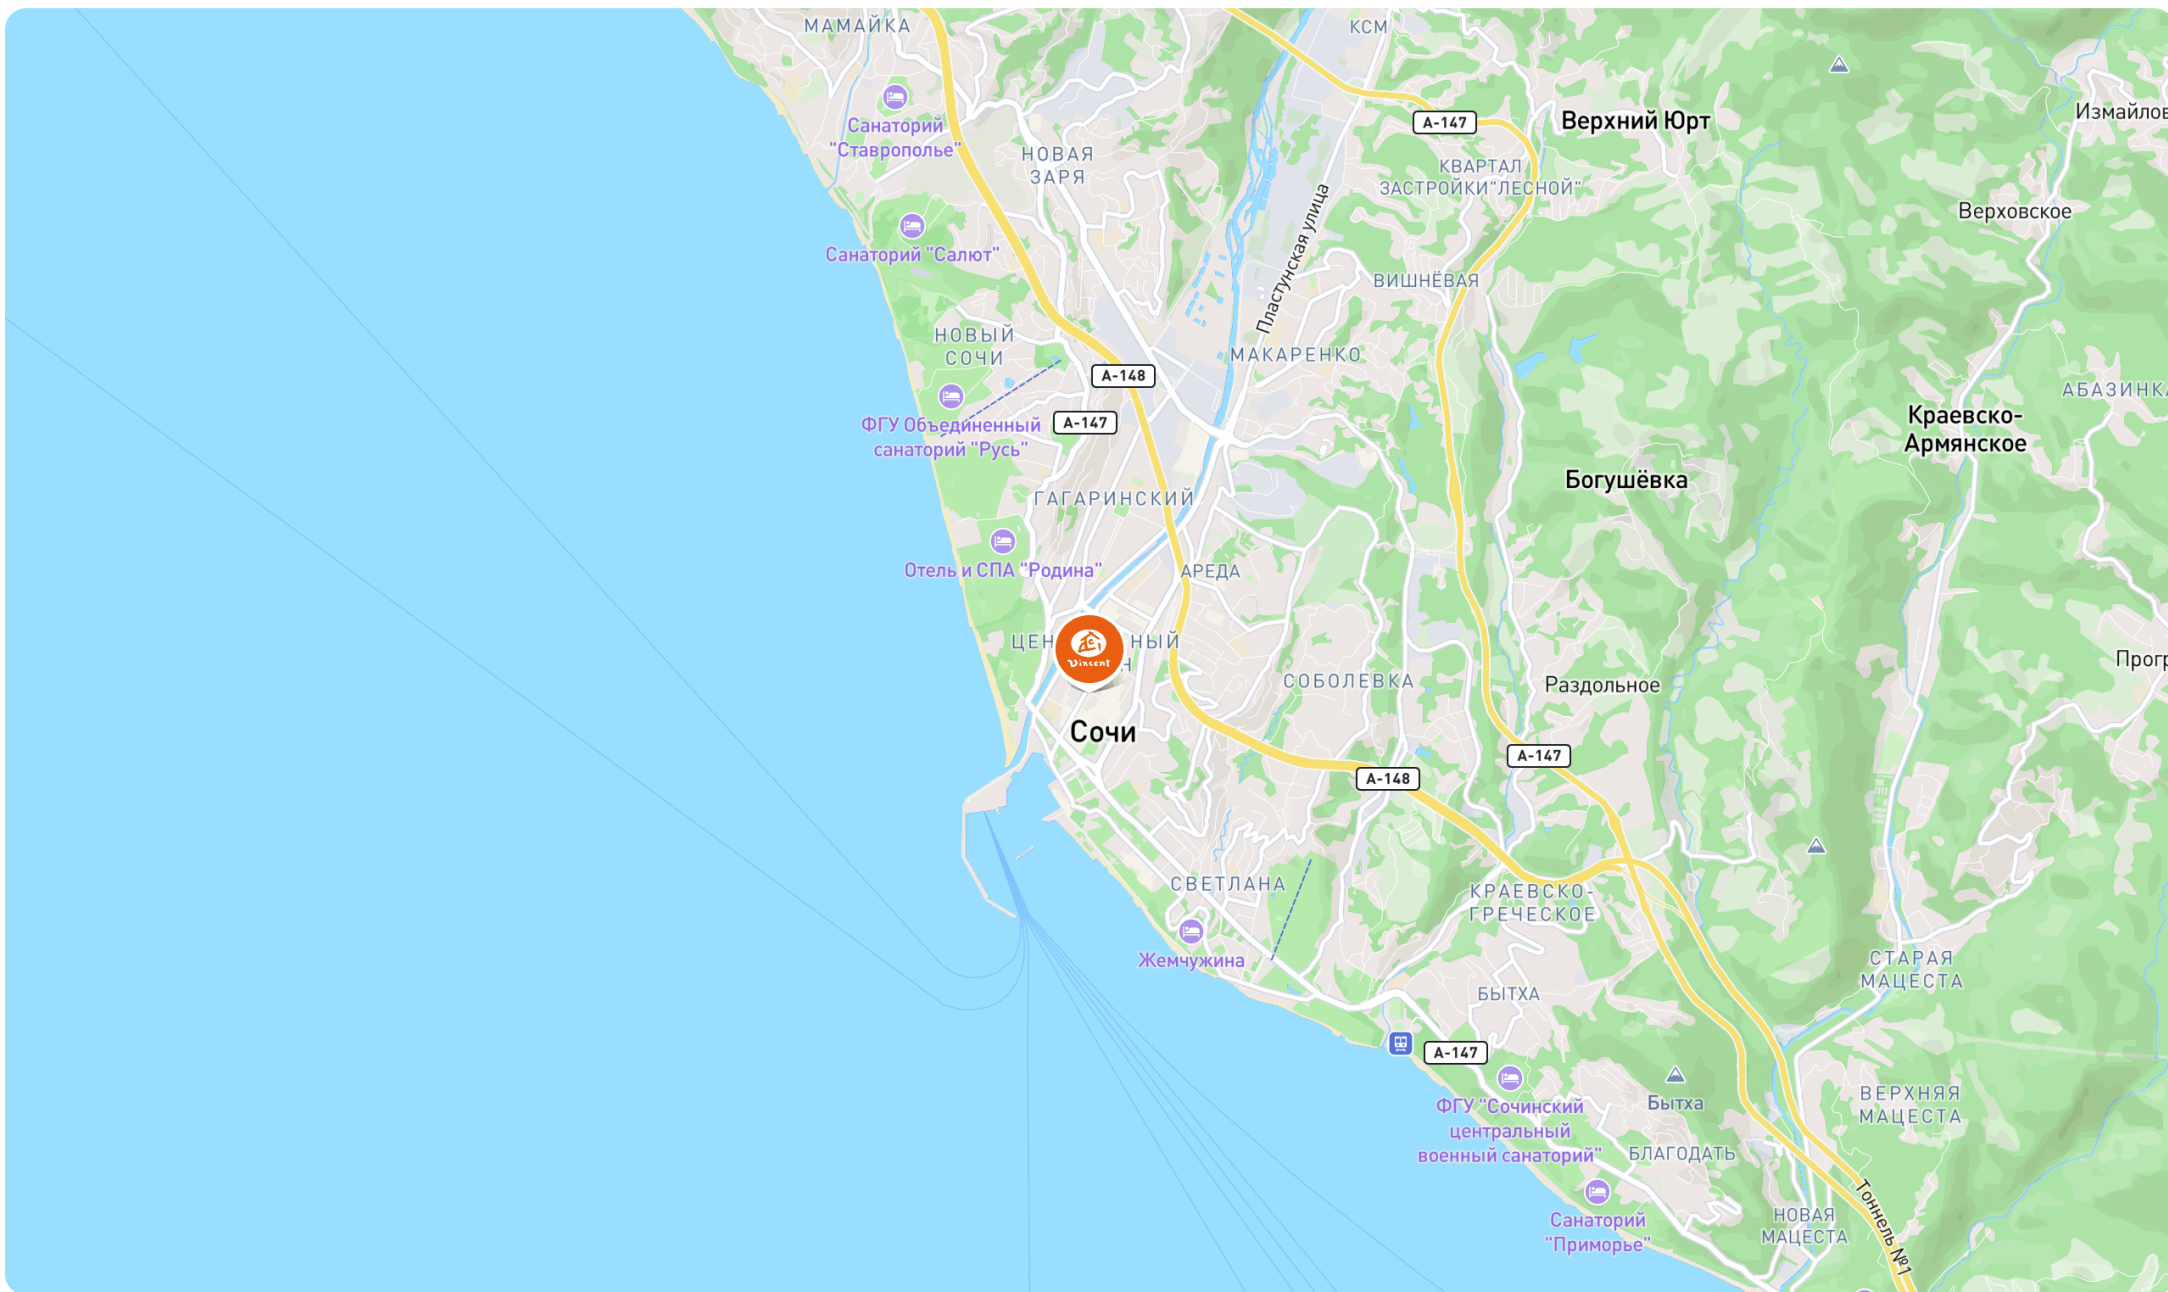 МАМАЙКА
КСМ
Санаторий
"Ставрополье"
А-147
Верхний Юрт
Измайлов
НОВАЯ
ЗАРЯ
КВАРТАЛ
ЗАСТРОЙКИ"ЛЕСНОЙ"
Верховское
Санаторий "Салют"
Пластунская улица
ВИШНЁВАЯ
НОВЫЙ
СОЧИ
МАКАРЕНКО
А-148
АБАЗИНКА
А-147
ФГУ Объединенный
санаторий "Русь"
Краевско-
Армянское
Богушёвка
ГАГАРИНСКИЙ
Отель и СПА "Родина"
АРЕДА
ЦЕН
НЫЙ
Н
Vincent
СОБОЛЕВКА
Раздольное
Прогр
Сочи
А-147
А-148
СВЕТЛАНА
КРАЕВСКО-
ГРЕЧЕСКОЕ
Жемчужина
СТАРАЯ
МАЦЕСТА
БЫТХА
А-147
ФГУ "Сочинский
центральный
военный санаторий"
Бытха
ВЕРХНЯЯ
МАЦЕСТА
БЛАГОДАТЬ
Санаторий
"Приморье"
НОВАЯ
МАЦЕСТА
Тоннель №1